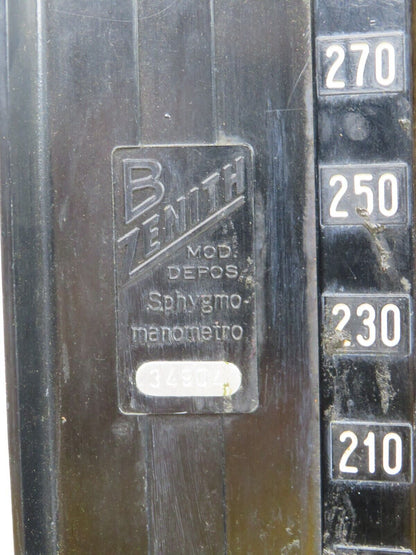 B
ZENITH
MOD.
DEPOS.
Sphygmo-
manometro
270
250
230
210